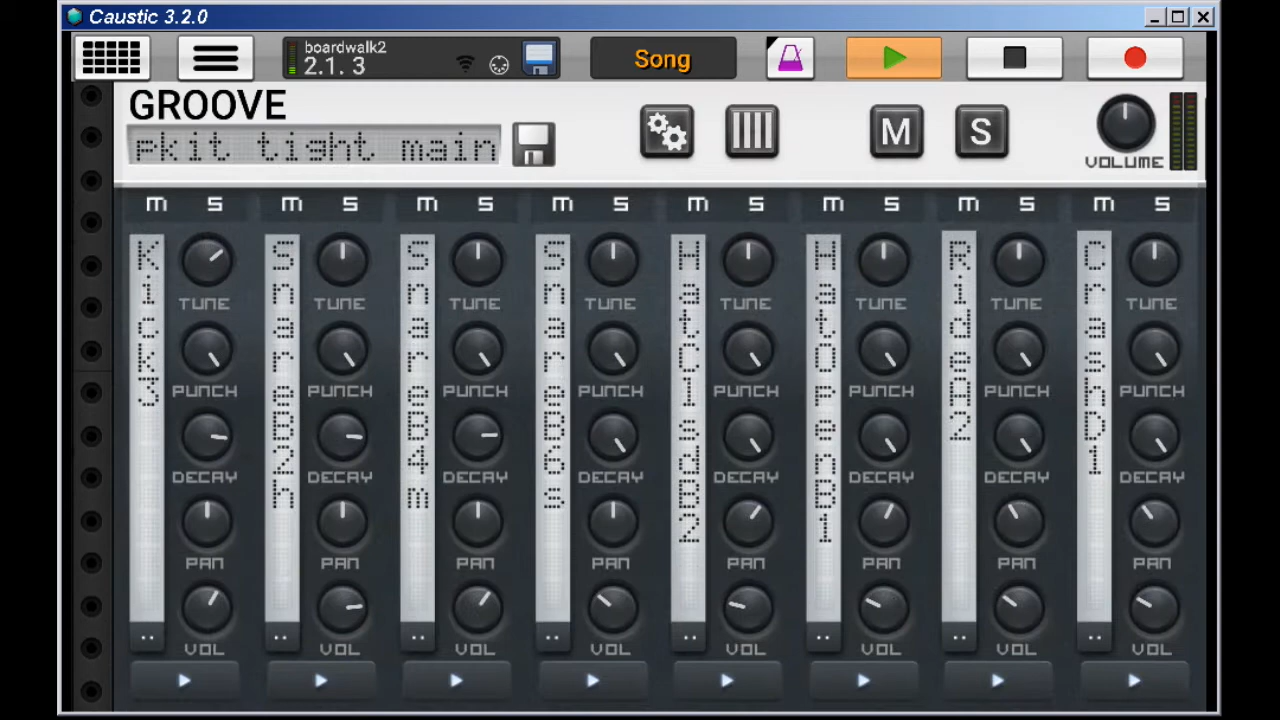 Caustic 3.2.0
boardwalk2
2.1. 3
Song
GROOVE
pkit tight main
M
S
VOLUME
m s m s m s m s m s m s m s m s
Kick3
SnareB2h
SnareB4m
SnareB6s
HatClsdB2
HatOpenB1
RideA2
CrashD1
TUNE TUNE TUNE TUNE TUNE TUNE TUNE TUNE
PUNCH PUNCH PUNCH PUNCH PUNCH PUNCH PUNCH PUNCH
DECAY DECAY DECAY DECAY DECAY DECAY DECAY DECAY
PAN PAN PAN PAN PAN PAN PAN PAN
VOL VOL VOL VOL VOL VOL VOL VOL